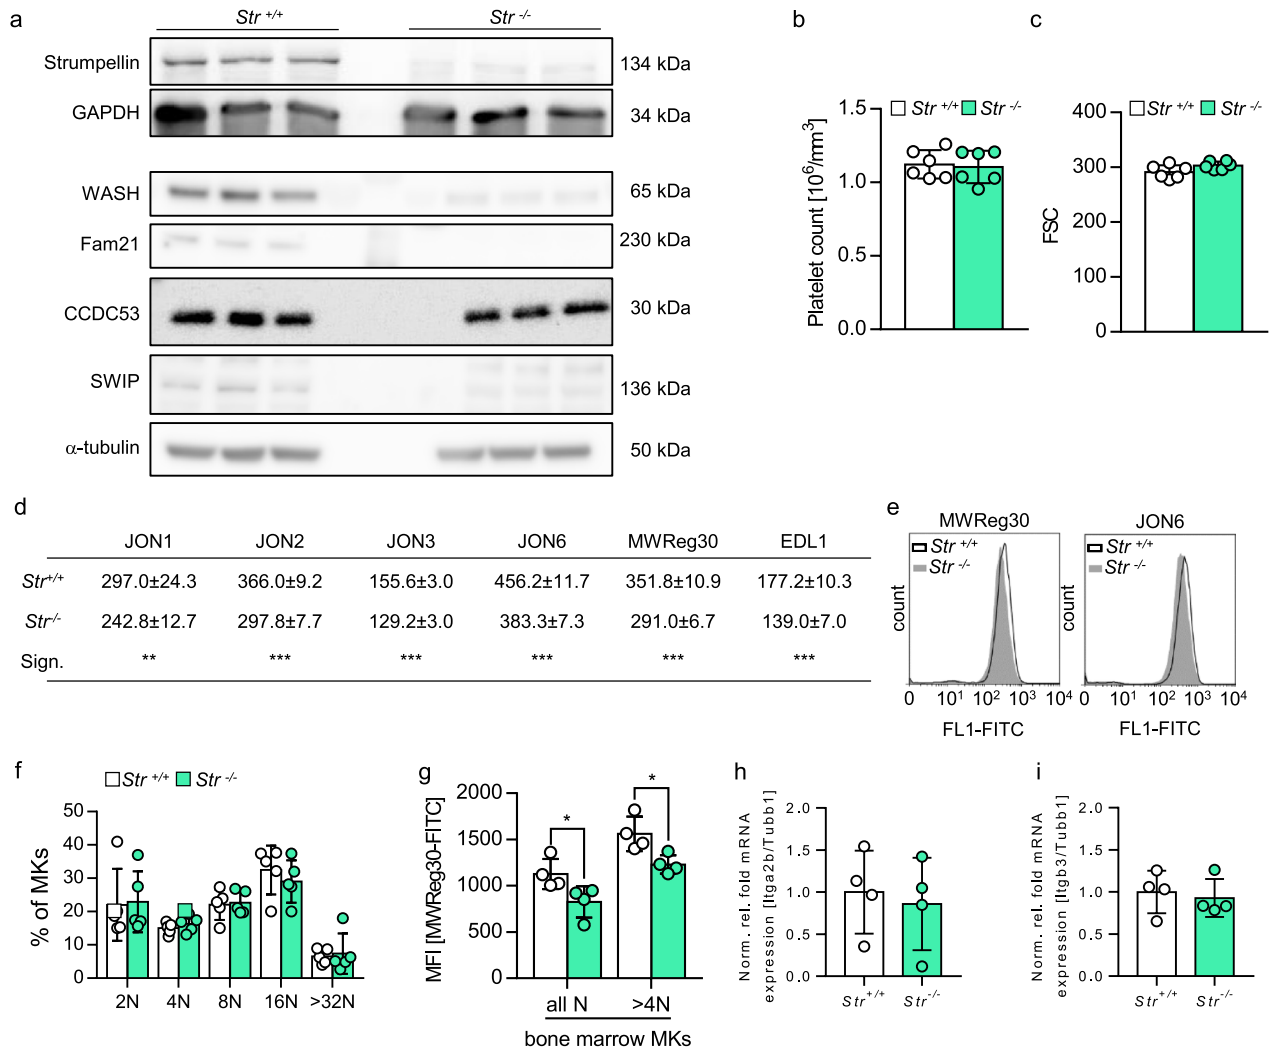 a
Str +/+
Str -/-
Strumpellin
134 kDa
GAPDH
34 kDa
WASH
65 kDa
Fam21
230 kDa
CCDC53
30 kDa
SWIP
136 kDa
α-tubulin
50 kDa
b
Str +/+ Str -/-
Platelet count [10⁶/mm³]
1.5
1.0
0.5
0.0
c
Str +/+ Str -/-
FSC
400
300
200
100
0
d
JON1 JON2 JON3 JON6 MWReg30 EDL1
Str+/+ 297.0±24.3 366.0±9.2 155.6±3.0 456.2±11.7 351.8±10.9 177.2±10.3
Str-/- 242.8±12.7 297.8±7.7 129.2±3.0 383.3±7.3 291.0±6.7 139.0±7.0
Sign. ** *** *** *** *** ***
e
MWReg30
Str +/+
Str -/-
count
0 10¹ 10² 10³ 10⁴
FL1-FITC
JON6
Str +/+
Str -/-
count
0 10¹ 10² 10³ 10⁴
FL1-FITC
f
Str +/+ Str -/-
% of MKs
50
40
30
20
10
0
2N 4N 8N 16N >32N
g
MFI [MWReg30-FITC]
2000
1500
1000
500
0
*
*
all N >4N
bone marrow MKs
h
Norm. rel. fold mRNA
expression [Itga2b/Tubb1]
2.0
1.5
1.0
0.5
0.0
Str+/+ Str-/-
i
Norm. rel. fold mRNA
expression [Itgb3/Tubb1]
2.0
1.5
1.0
0.5
0.0
Str+/+ Str-/-